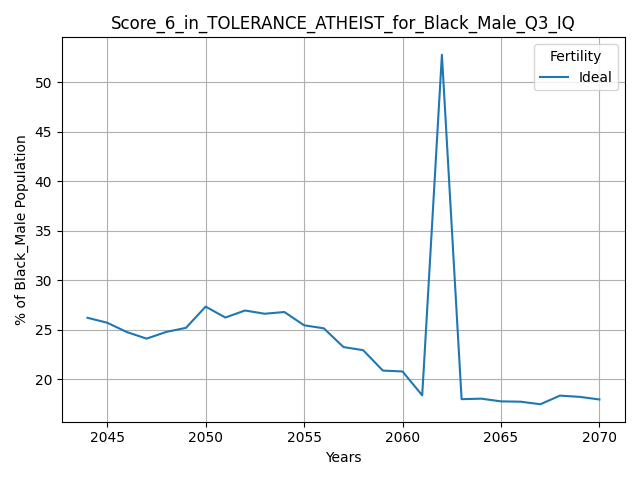 Score_6_in_TOLERANCE_ATHEIST_for_Black_Male_Q3_IQ
Fertility
Ideal
% of Black_Male Population
50
45
40
35
30
25
20
2045
2050
2055
2060
2065
2070
Years